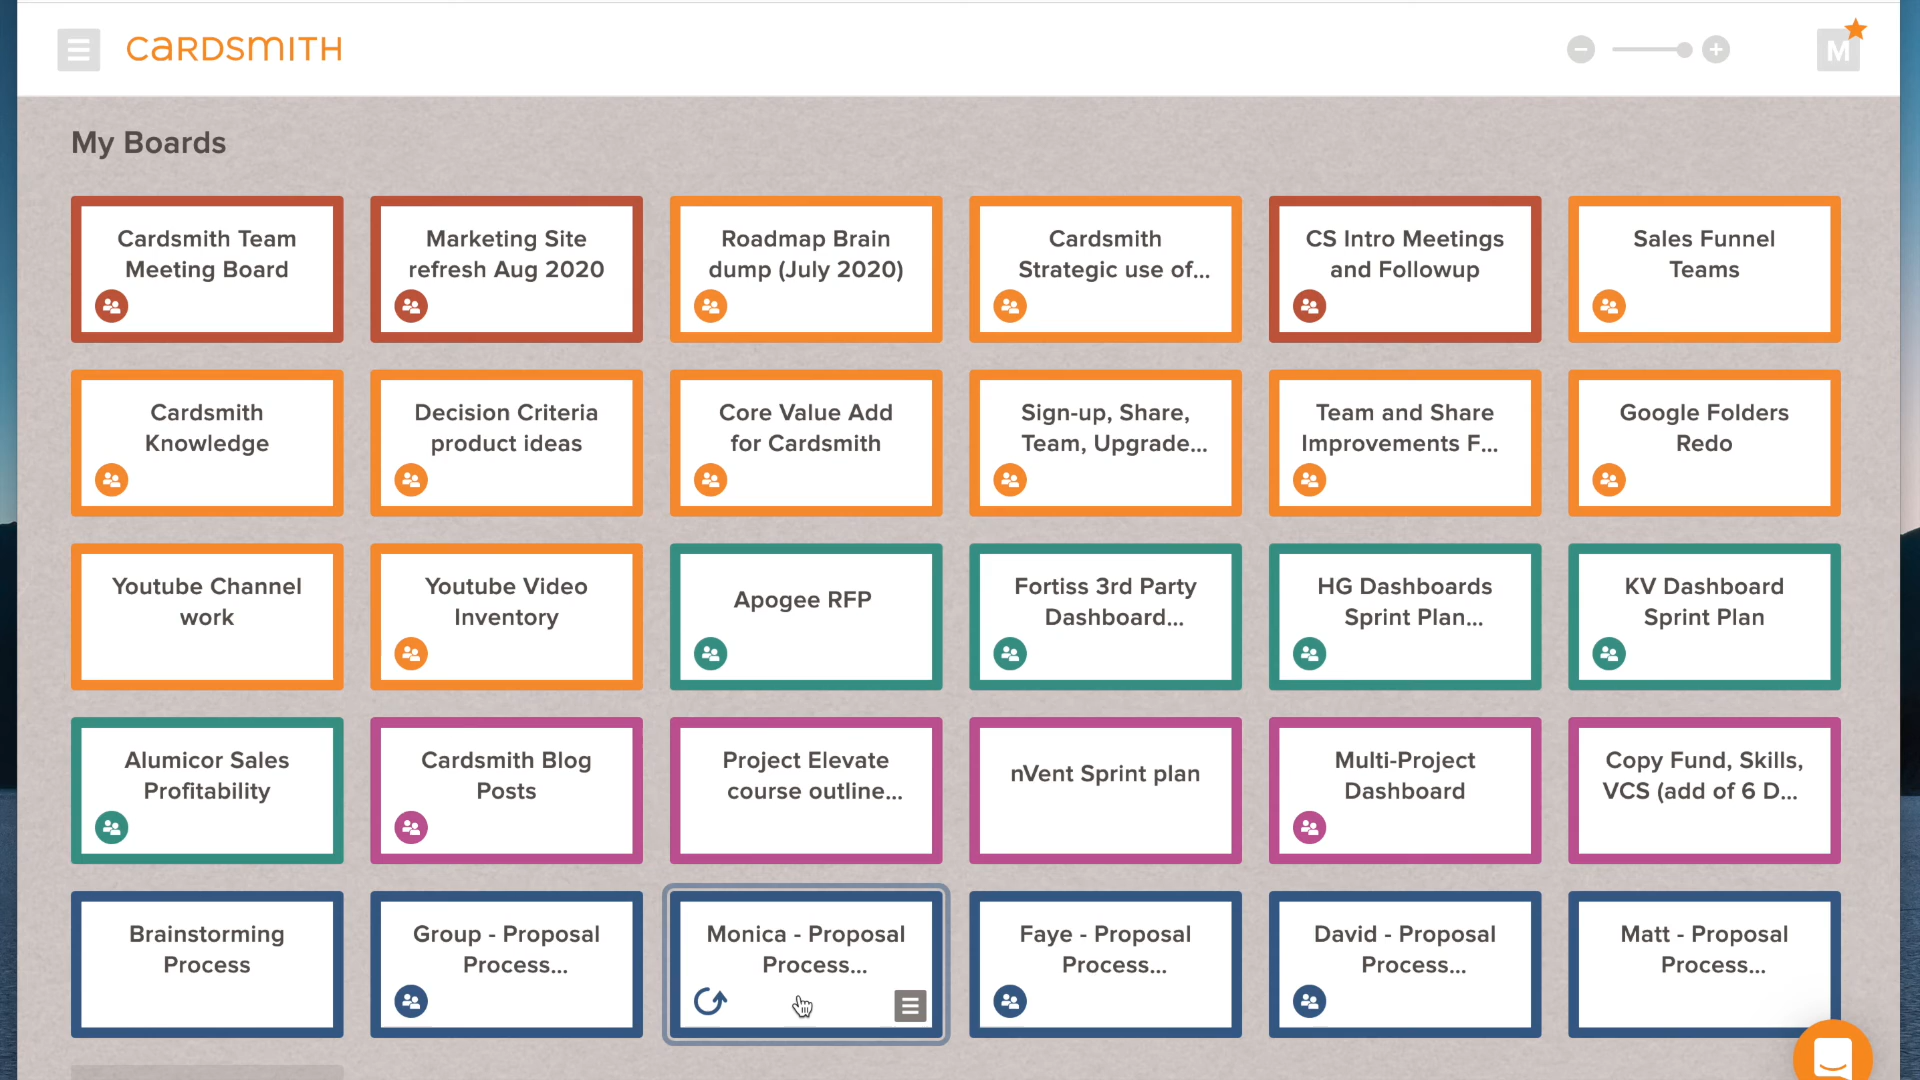 CARDSMITH
M
My Boards
Cardsmith Team
Meeting Board
Marketing Site
refresh Aug 2020
Roadmap Brain
dump (July 2020)
Cardsmith
Strategic use of...
CS Intro Meetings
and Followup
Sales Funnel
Teams
Cardsmith
Knowledge
Decision Criteria
product ideas
Core Value Add
for Cardsmith
Sign-up, Share,
Team, Upgrade...
Team and Share
Improvements F...
Google Folders
Redo
Youtube Channel
work
Youtube Video
Inventory
Apogee RFP
Fortiss 3rd Party
Dashboard...
HG Dashboards
Sprint Plan...
KV Dashboard
Sprint Plan
Alumicor Sales
Profitability
Cardsmith Blog
Posts
Project Elevate
course outline...
nVent Sprint plan
Multi-Project
Dashboard
Copy Fund, Skills,
VCS (add of 6 D...
Brainstorming
Process
Group - Proposal
Process...
Monica - Proposal
Process...
Faye - Proposal
Process...
David - Proposal
Process...
Matt - Proposal
Process...